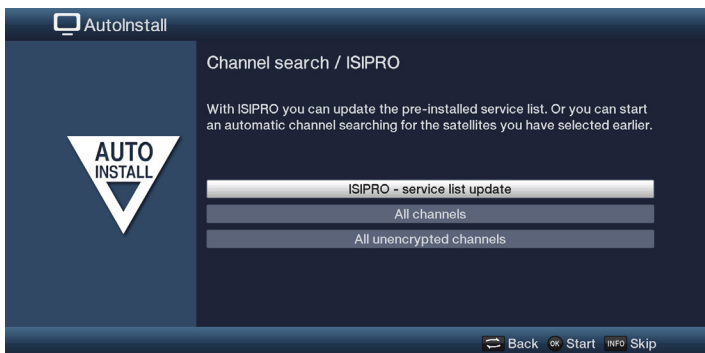 AutoInstall
Channel search / ISIPRO
With ISIPRO you can update the pre-installed service list. Or you can start
an automatic channel searching for the satellites you have selected earlier.
AUTO
INSTALL
ISIPRO - service list update
All channels
All unencrypted channels
Back OK Start INFO Skip